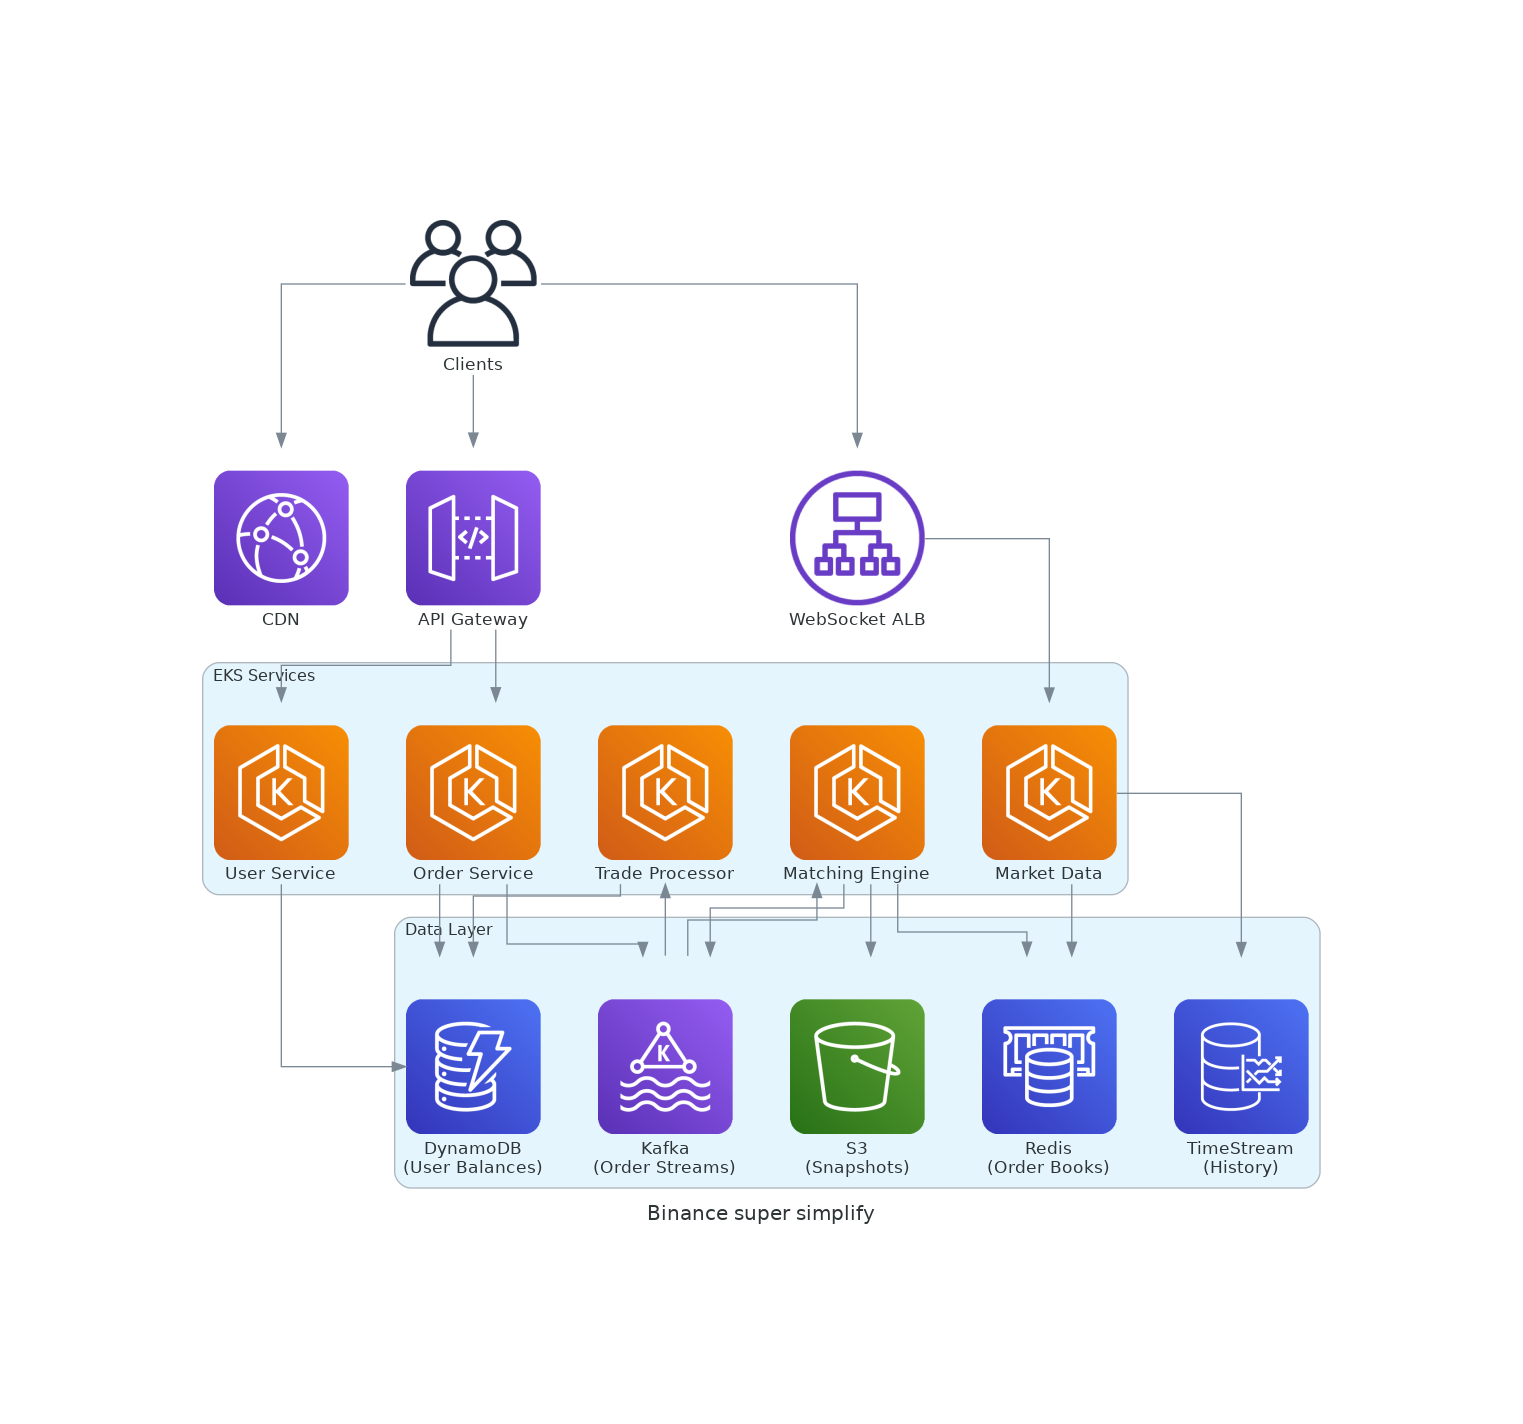 Clients
CDN
API Gateway
WebSocket ALB
EKS Services
K
K
K
K
K
User Service
Order Service
Trade Processor
Matching Engine
Market Data
Data Layer
K
DynamoDB
(User Balances)
Kafka
(Order Streams)
S3
(Snapshots)
Redis
(Order Books)
TimeStream
(History)
Binance super simplify